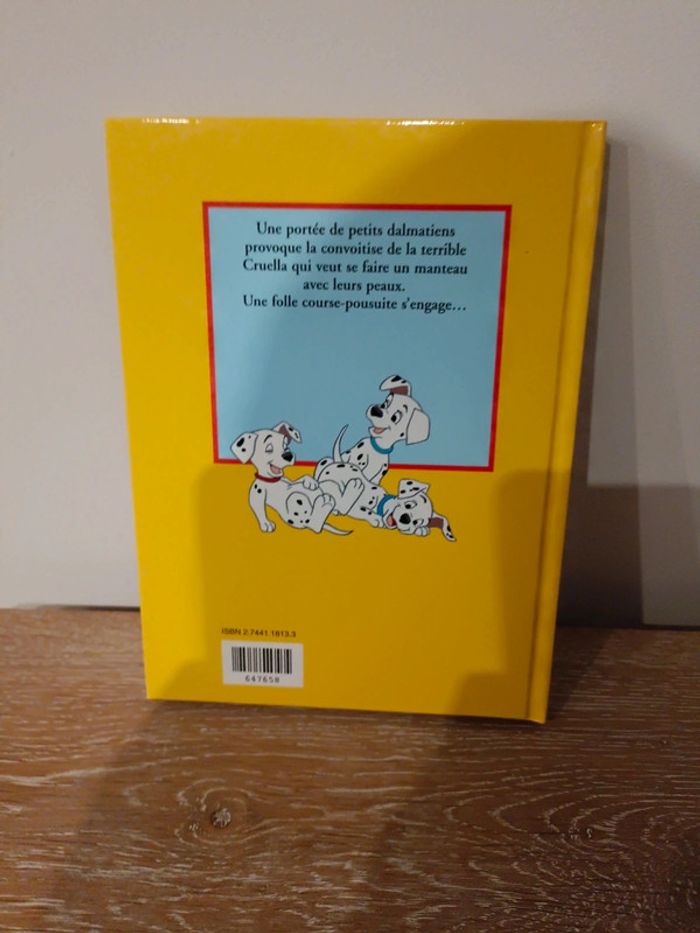 Une portée de petits dalmatiens
provoque la convoitise de la terrible
Cruella qui veut se faire un manteau
avec leurs peaux.
Une folle course-pousuite s'engage...
ISBN 2.7441.1813.3
647658